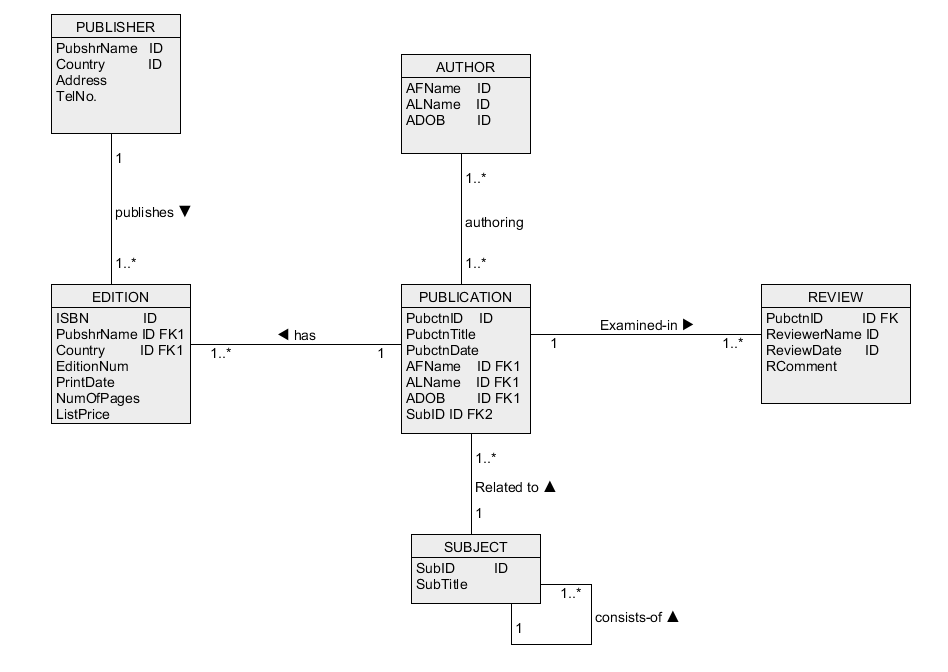 PUBLISHER
PubshrName ID
Country ID
Address
TelNo.
AUTHOR
AFName ID
ALName ID
ADOB ID
1
publishes ▼
1..*
1..*
authoring
1..*
EDITION
ISBN ID
PubshrName ID FK1
Country ID FK1
EditionNum
PrintDate
NumOfPages
ListPrice
◀ has
1..*
1
PUBLICATION
PubctnID ID
PubctnTitle
PubctnDate
AFName ID FK1
ALName ID FK1
ADOB ID FK1
SubID ID FK2
Examined-in ▶
1
1..*
REVIEW
PubctnID ID FK
ReviewerName ID
ReviewDate ID
RComment
1..*
Related to ▲
1
SUBJECT
SubID ID
SubTitle
1..*
consists-of ▲
1